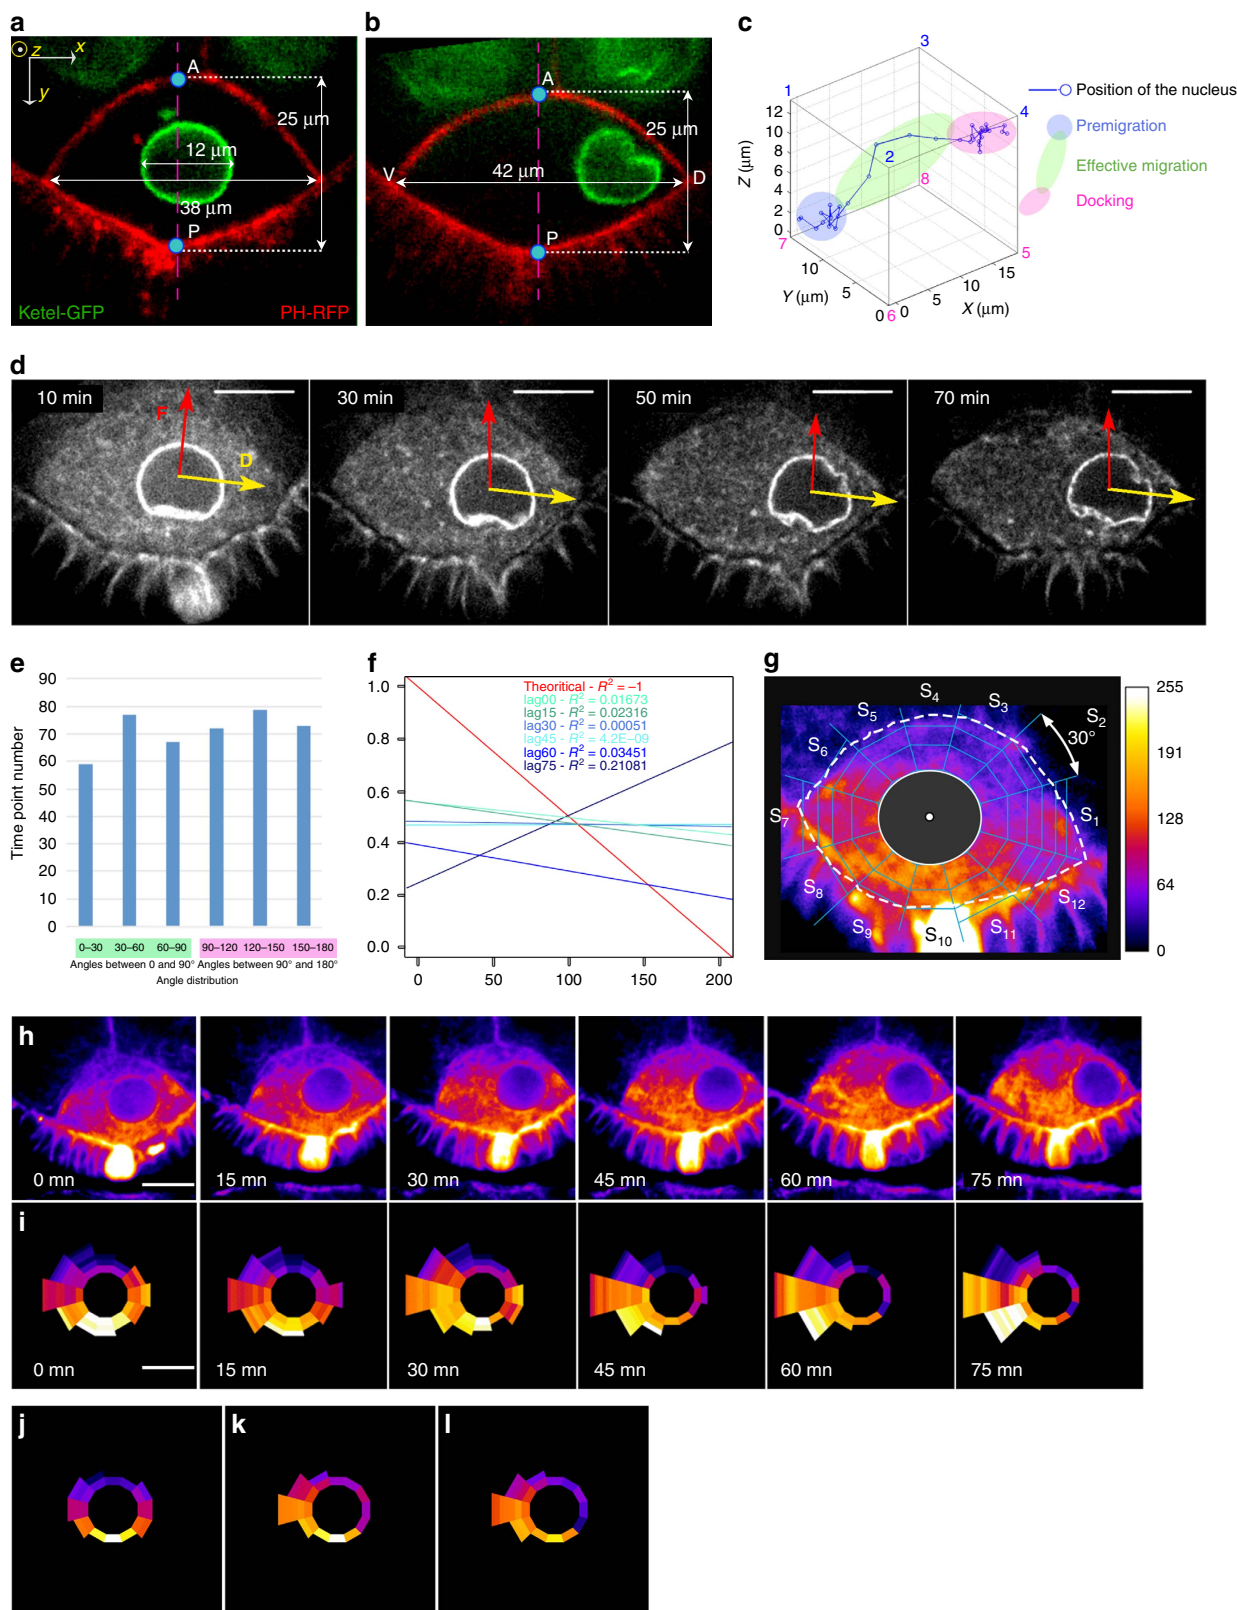 a
z
x
y
A
25 μm
12 μm
38 μm
P
Ketel-GFP
PH-RFP
b
A
25 μm
V
42 μm
D
P
c
3
1
4
12
10
8
6
4
2
0
Z (μm)
2
8
7
5
10
5
0
Y (μm)
6
0
5
10
15
X (μm)
Position of the nucleus
Premigration
Effective migration
Docking
d
10 min
F
D
30 min
50 min
70 min
e
90
80
70
60
50
40
30
20
10
0
Time point number
0–30
30–60
60–90
90–120
120–150
150–180
Angles between 0 and 90°
Angles between 90° and 180°
Angle distribution
f
1.0
0.8
0.6
0.4
0.2
0.0
0
50
100
150
200
Theoritical - R² = –1
lag00 - R² = 0.01673
lag15 - R² = 0.02316
lag30 - R² = 0.00051
lag45 - R² = 4.2E–09
lag60 - R² = 0.03451
lag75 - R² = 0.21081
g
S4
S3
S5
S2
30°
S6
S7
S1
S8
S12
S9
S10
S11
255
191
128
64
0
h
0 mn
15 mn
30 mn
45 mn
60 mn
75 mn
i
0 mn
15 mn
30 mn
45 mn
60 mn
75 mn
j
k
l